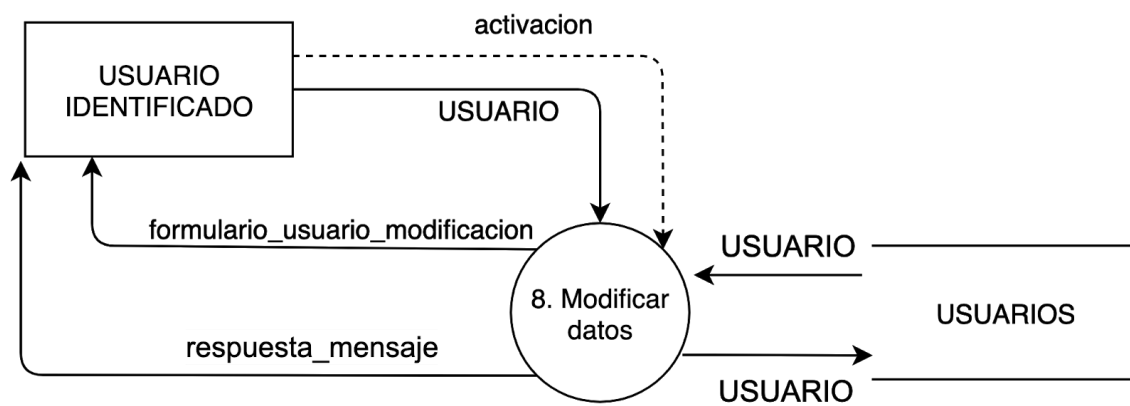 activacion
USUARIO
IDENTIFICADO
USUARIO
formulario_usuario_modificacion
USUARIO
8. Modificar
datos
USUARIOS
respuesta_mensaje
USUARIO